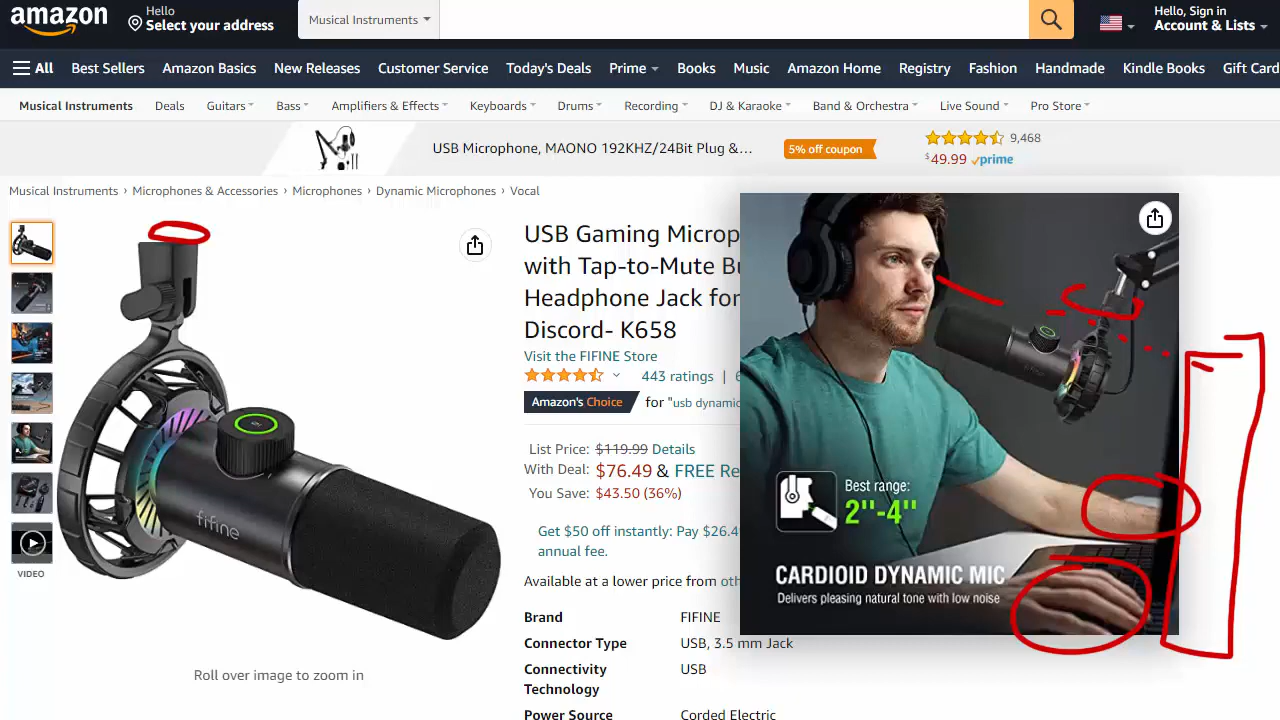 amazon
Hello
Select your address
Musical Instruments
Hello, Sign in
Account & Lists
All
Best Sellers
Amazon Basics
New Releases
Customer Service
Today's Deals
Prime
Books
Music
Amazon Home
Registry
Fashion
Handmade
Kindle Books
Gift Card
Musical Instruments
Deals
Guitars
Bass
Amplifiers & Effects
Keyboards
Drums
Recording
DJ & Karaoke
Band & Orchestra
Live Sound
Pro Store
USB Microphone, MAONO 192KHZ/24Bit Plug &...
5% off coupon
9,468
$49.99 prime
Musical Instruments › Microphones & Accessories › Microphones › Dynamic Microphones › Vocal
USB Gaming Microp
with Tap-to-Mute Bu
Headphone Jack for
Discord- K658
Visit the FIFINE Store
443 ratings | 6
Amazon's Choice for "usb dynamic
List Price: $119.99 Details
With Deal: $76.49 & FREE Re
You Save: $43.50 (36%)
Get $50 off instantly: Pay $26.4
annual fee.
Available at a lower price from oth
Brand FIFINE
Connector Type USB, 3.5 mm Jack
Connectivity USB
Technology
Power Source Corded Electric
fifine
VIDEO
Roll over image to zoom in
fifine
Best range:
2''-4''
CARDIOID DYNAMIC MIC
Delivers pleasing natural tone with low noise